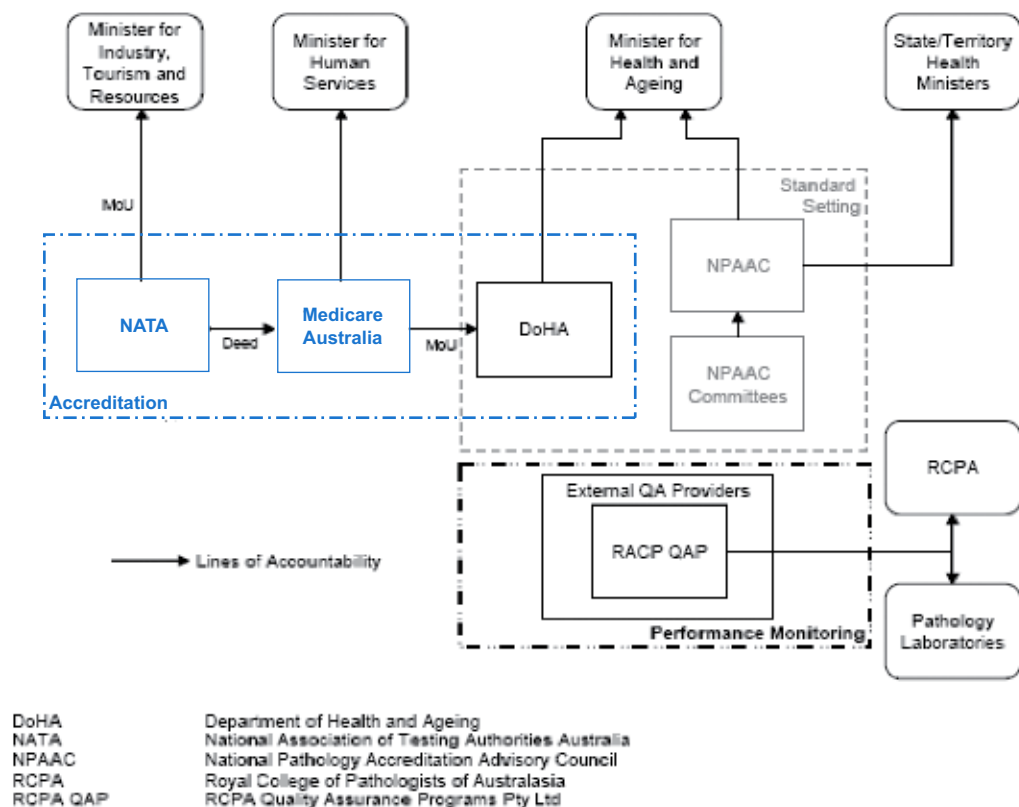 Minister for
Industry,
Tourism and
Resources
Minister for
Human
Services
Minister for
Health and
Ageing
State/Territory
Health
Ministers
MoU
Standard
Setting
NPAAC
NATA
Deed
Medicare
Australia
MoU
DoHA
NPAAC
Committees
Accreditation
External QA Providers
RACP QAP
Performance Monitoring
RCPA
Pathology
Laboratories
Lines of Accountability
DoHA Department of Health and Ageing
NATA National Association of Testing Authorities Australia
NPAAC National Pathology Accreditation Advisory Council
RCPA Royal College of Pathologists of Australasia
RCPA QAP RCPA Quality Assurance Programs Pty Ltd